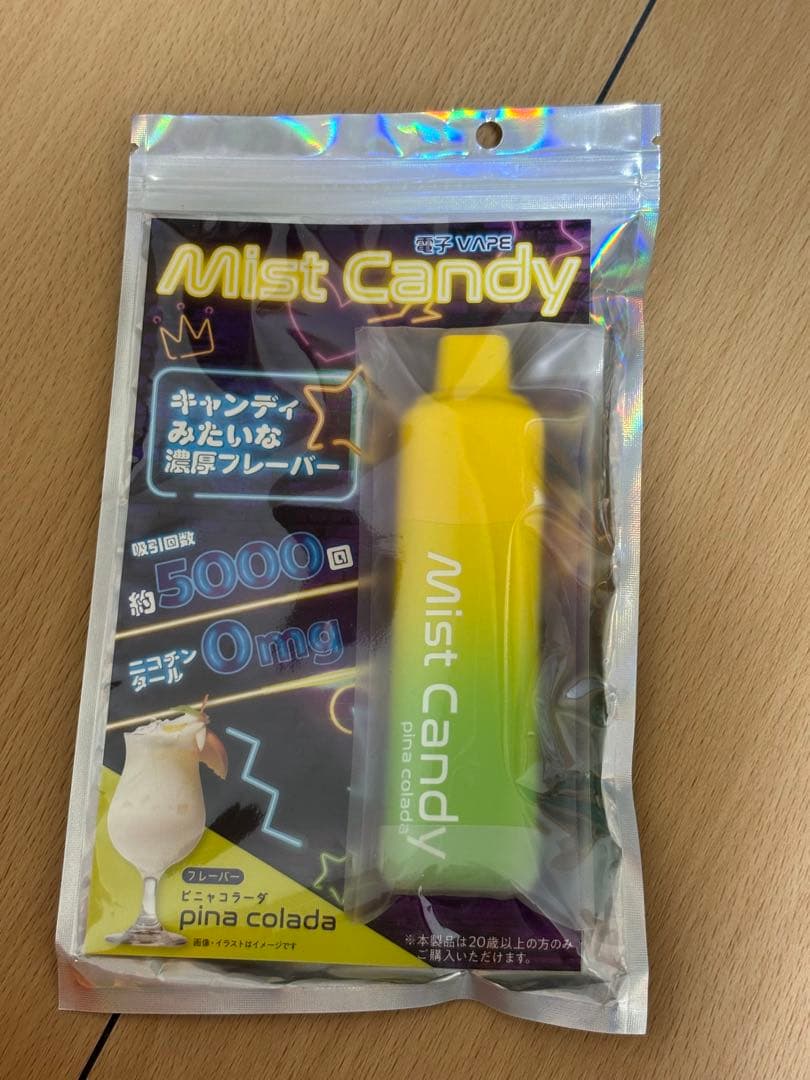 電子 VAPE
Mist Candy
キャンディ
みたいな
濃厚フレーバー
吸引回数
約5000回
ニコチン
タール
0mg
Mist Candy
pina colada
フレーバー
ピニャコラーダ
pina colada
画像・イラストはイメージです
※本製品は20歳以上の方のみ
ご購入いただけます。